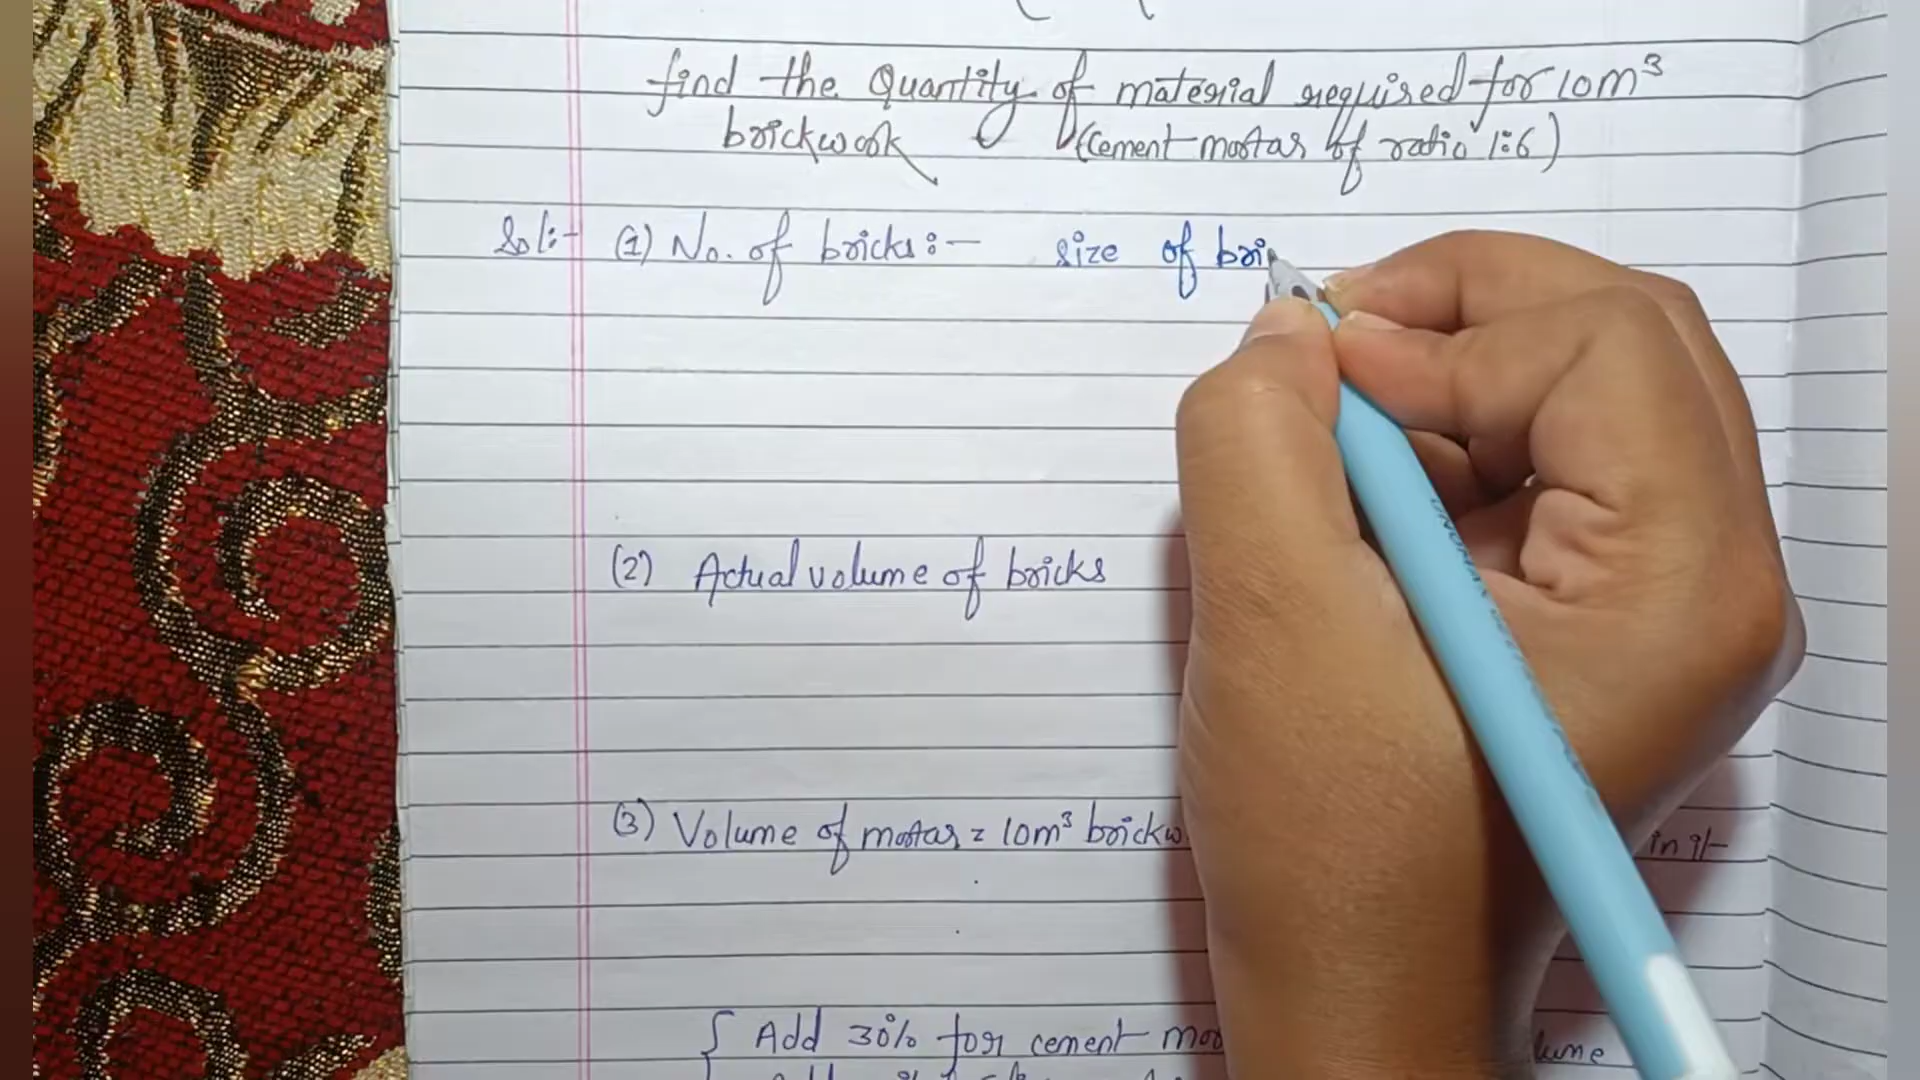 find the Quantity of material required for 10m³
brickwork (Cement mortar of ratio 1:6)
Sol:- (1) No. of bricks:- size of bri
(2) Actual volume of bricks
(3) Volume of mortar = 10m³ brickw
{ Add 30% for cement mo